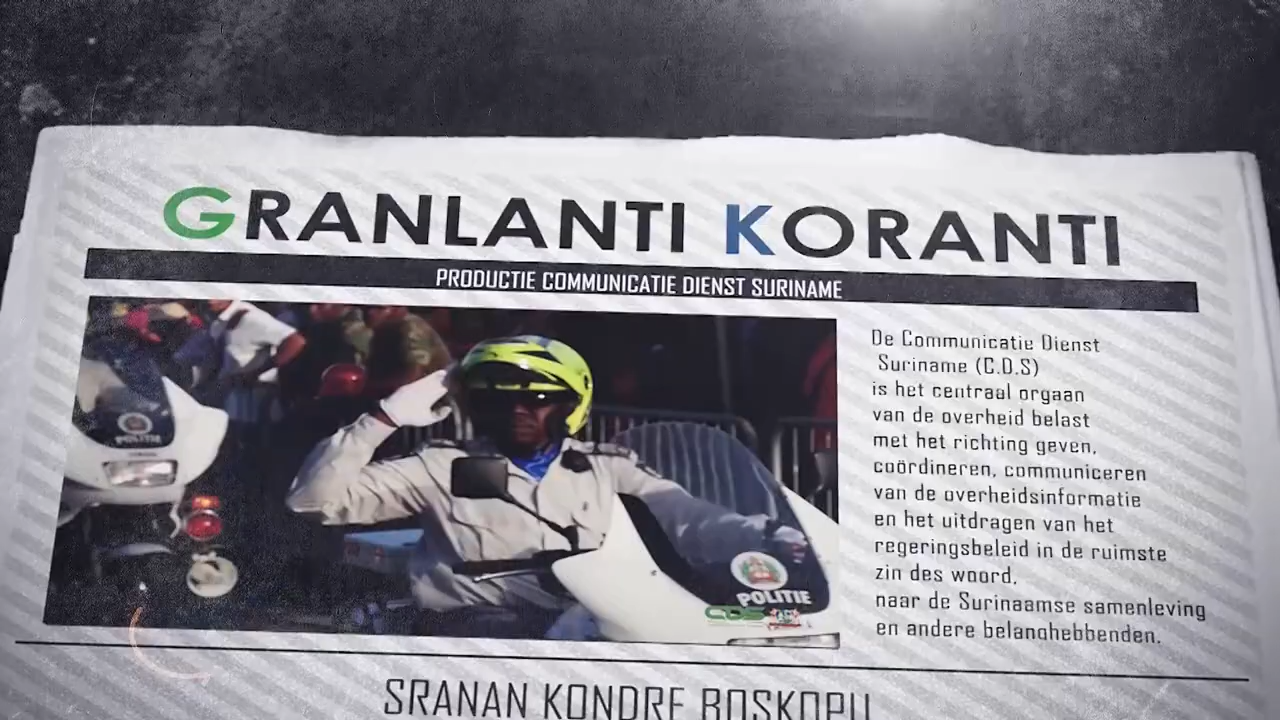 GRANLANTI KORANTI
PRODUCTIE COMMUNICATIE DIENST SURINAME
POLITIE
POLITIE
CDS
De Communicatie Dienst
Suriname (C.D.S)
is het centraal orgaan
van de overheid belast
met het richting geven,
coördineren, communiceren
van de overheidsinformatie
en het uitdragen van het
regeringsbeleid in de ruimste
zin des woord,
naar de Surinaamse samenleving
en andere belanghebbenden.
SRANAN KONDRE BOSKOPU